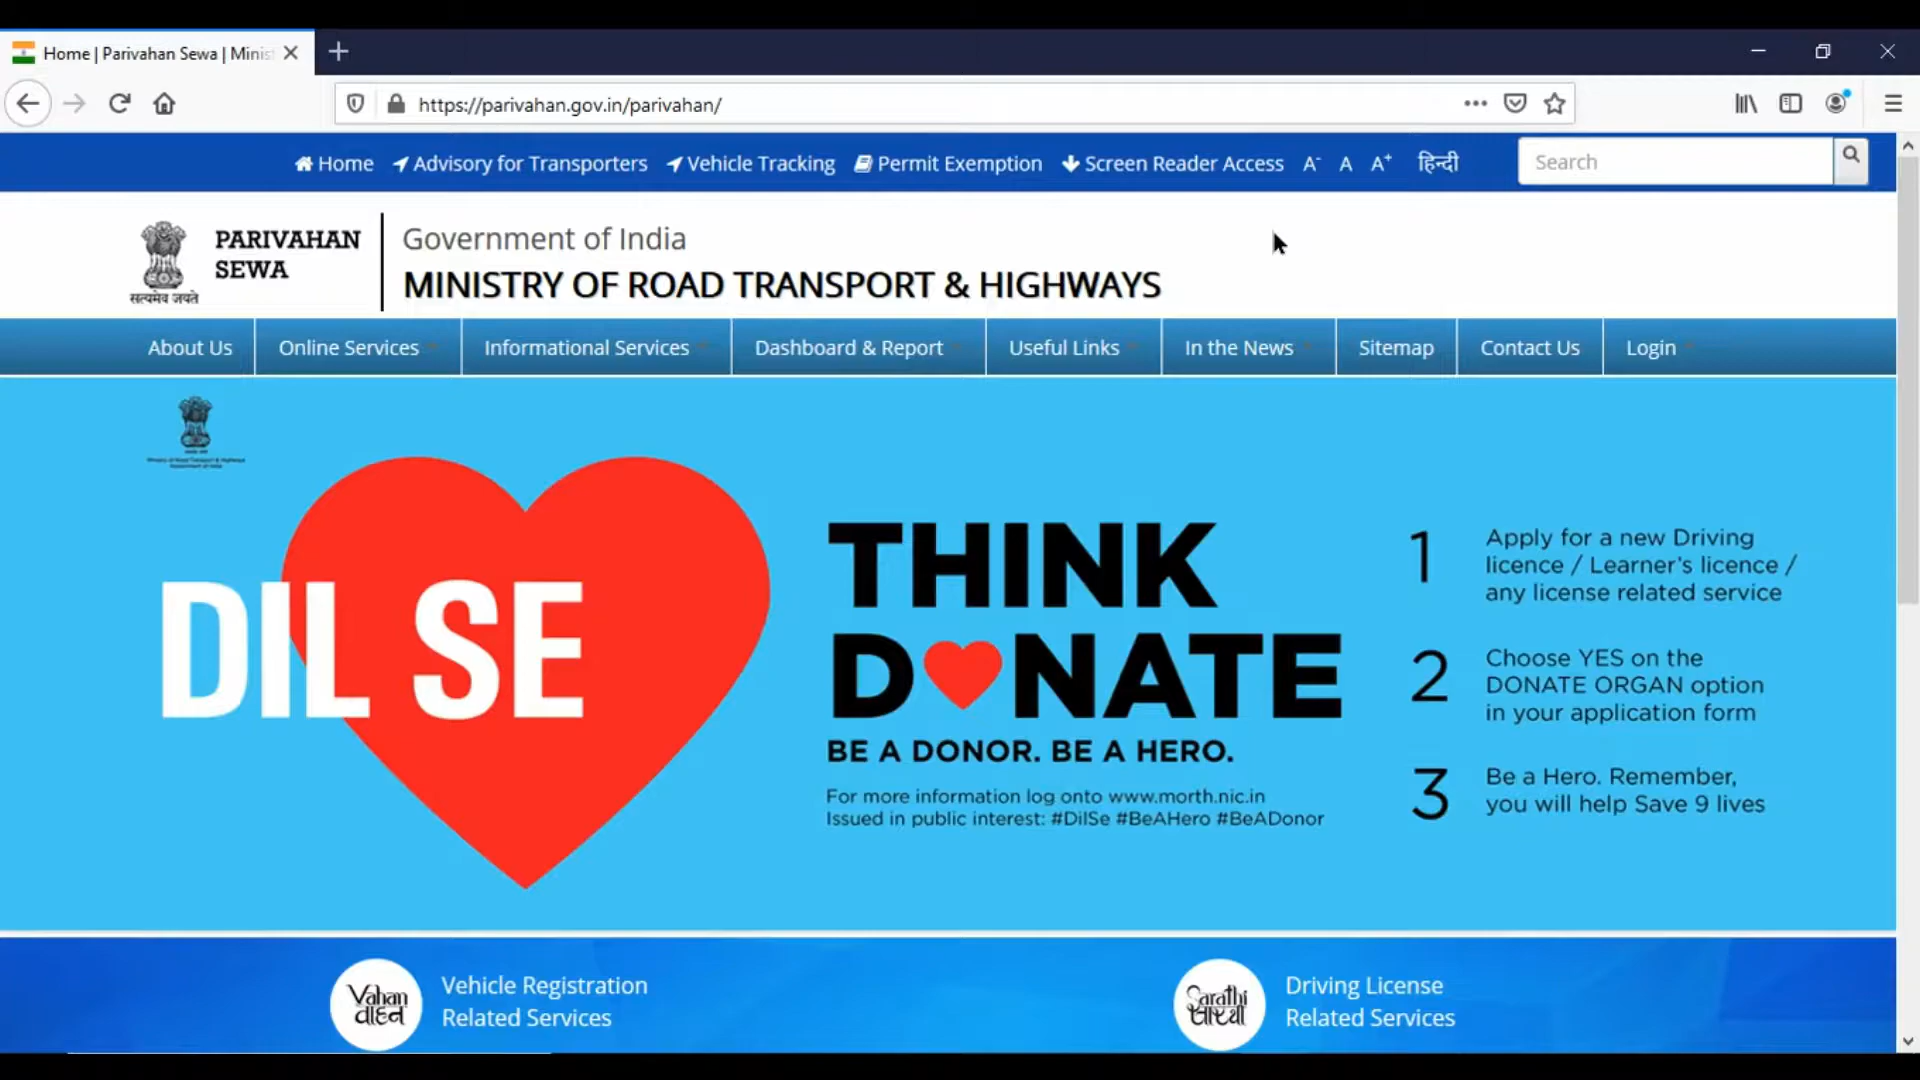 Home | Parivahan Sewa | Minis
https://parivahan.gov.in/parivahan/
Home Advisory for Transporters Vehicle Tracking Permit Exemption Screen Reader Access A- A A+ हिन्दी Search
PARIVAHAN
SEWA
सत्यमेव जयते
Government of India
MINISTRY OF ROAD TRANSPORT & HIGHWAYS
About Us Online Services Informational Services Dashboard & Report Useful Links In the News Sitemap Contact Us Login
DIL SE
THINK
DONATE
BE A DONOR. BE A HERO.
For more information log onto www.morth.nic.in
Issued in public interest: #DilSe #BeAHero #BeADonor
1 Apply for a new Driving
licence / Learner's licence /
any license related service
2 Choose YES on the
DONATE ORGAN option
in your application form
3 Be a Hero. Remember,
you will help Save 9 lives
Vahan
वाहन
Vehicle Registration
Related Services
Sarathi
सारथी
Driving License
Related Services